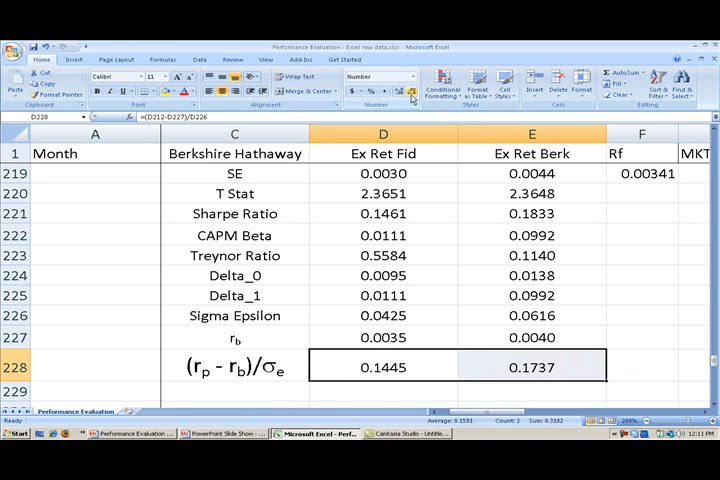 Performance Evaluation - Excel raw data.xlsx - Microsoft Excel
Home Insert Page Layout Formulas Data Review View Add-Ins Get Started
Paste Cut Copy Format Painter Clipboard
Calibri 11 Font
Wrap Text Merge & Center Alignment
Number $ % , Number
Conditional Formatting Format as Table Cell Styles Styles
Insert Delete Format Cells
AutoSum Fill Clear Sort & Filter Find & Select Editing
D228 fx =(D212-D227)/D226
A C D E F
1 Month Berkshire Hathaway Ex Ret Fid Ex Ret Berk Rf MKT
219 SE 0.0030 0.0044 0.00341
220 T Stat 2.3651 2.3648
221 Sharpe Ratio 0.1461 0.1833
222 CAPM Beta 0.0111 0.0992
223 Treynor Ratio 0.5584 0.1140
224 Delta_0 0.0095 0.0138
225 Delta_1 0.0111 0.0992
226 Sigma Epsilon 0.0425 0.0616
227 rb 0.0035 0.0040
228 (rp - rb)/σe 0.1445 0.1737
229
Performance Evaluation
Ready Average: 0.1591 Count: 2 Sum: 0.3182 200%
Start Performance Evaluation ... PowerPoint Slide Show - ... Microsoft Excel - Perf... Camtasia Studio - Untitle... 12:11 PM